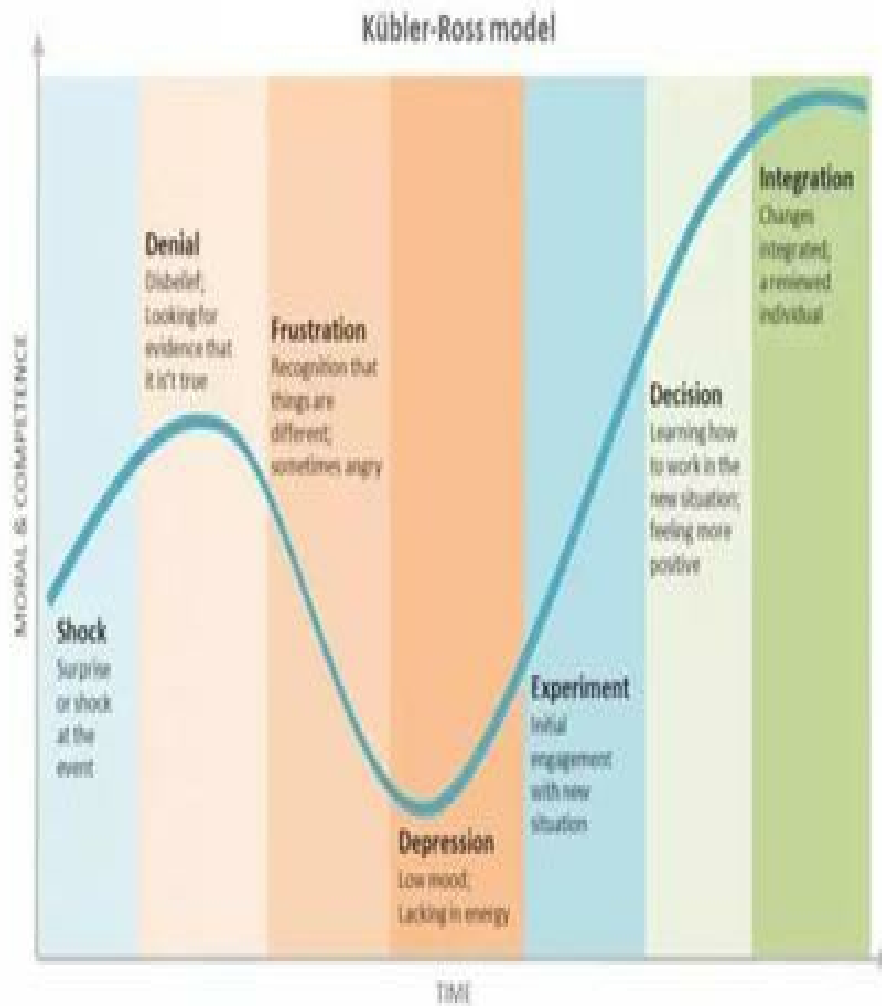 Kübler-Ross model
MORAL & COMPETENCE
Shock
Surprise
or shock
at the
event
Denial
Disbelief;
Looking for
evidence that
it is't true
Frustration
Recognition that
things are
different;
sometimes angry
Depression
Low mood;
Lacking in energy
Experiment
Initial
engagement
with new
situation
Decision
Learning how
to work in the
new situation;
feeling more
positive
Integration
Changes
integrated;
a renewed
individual
TIME